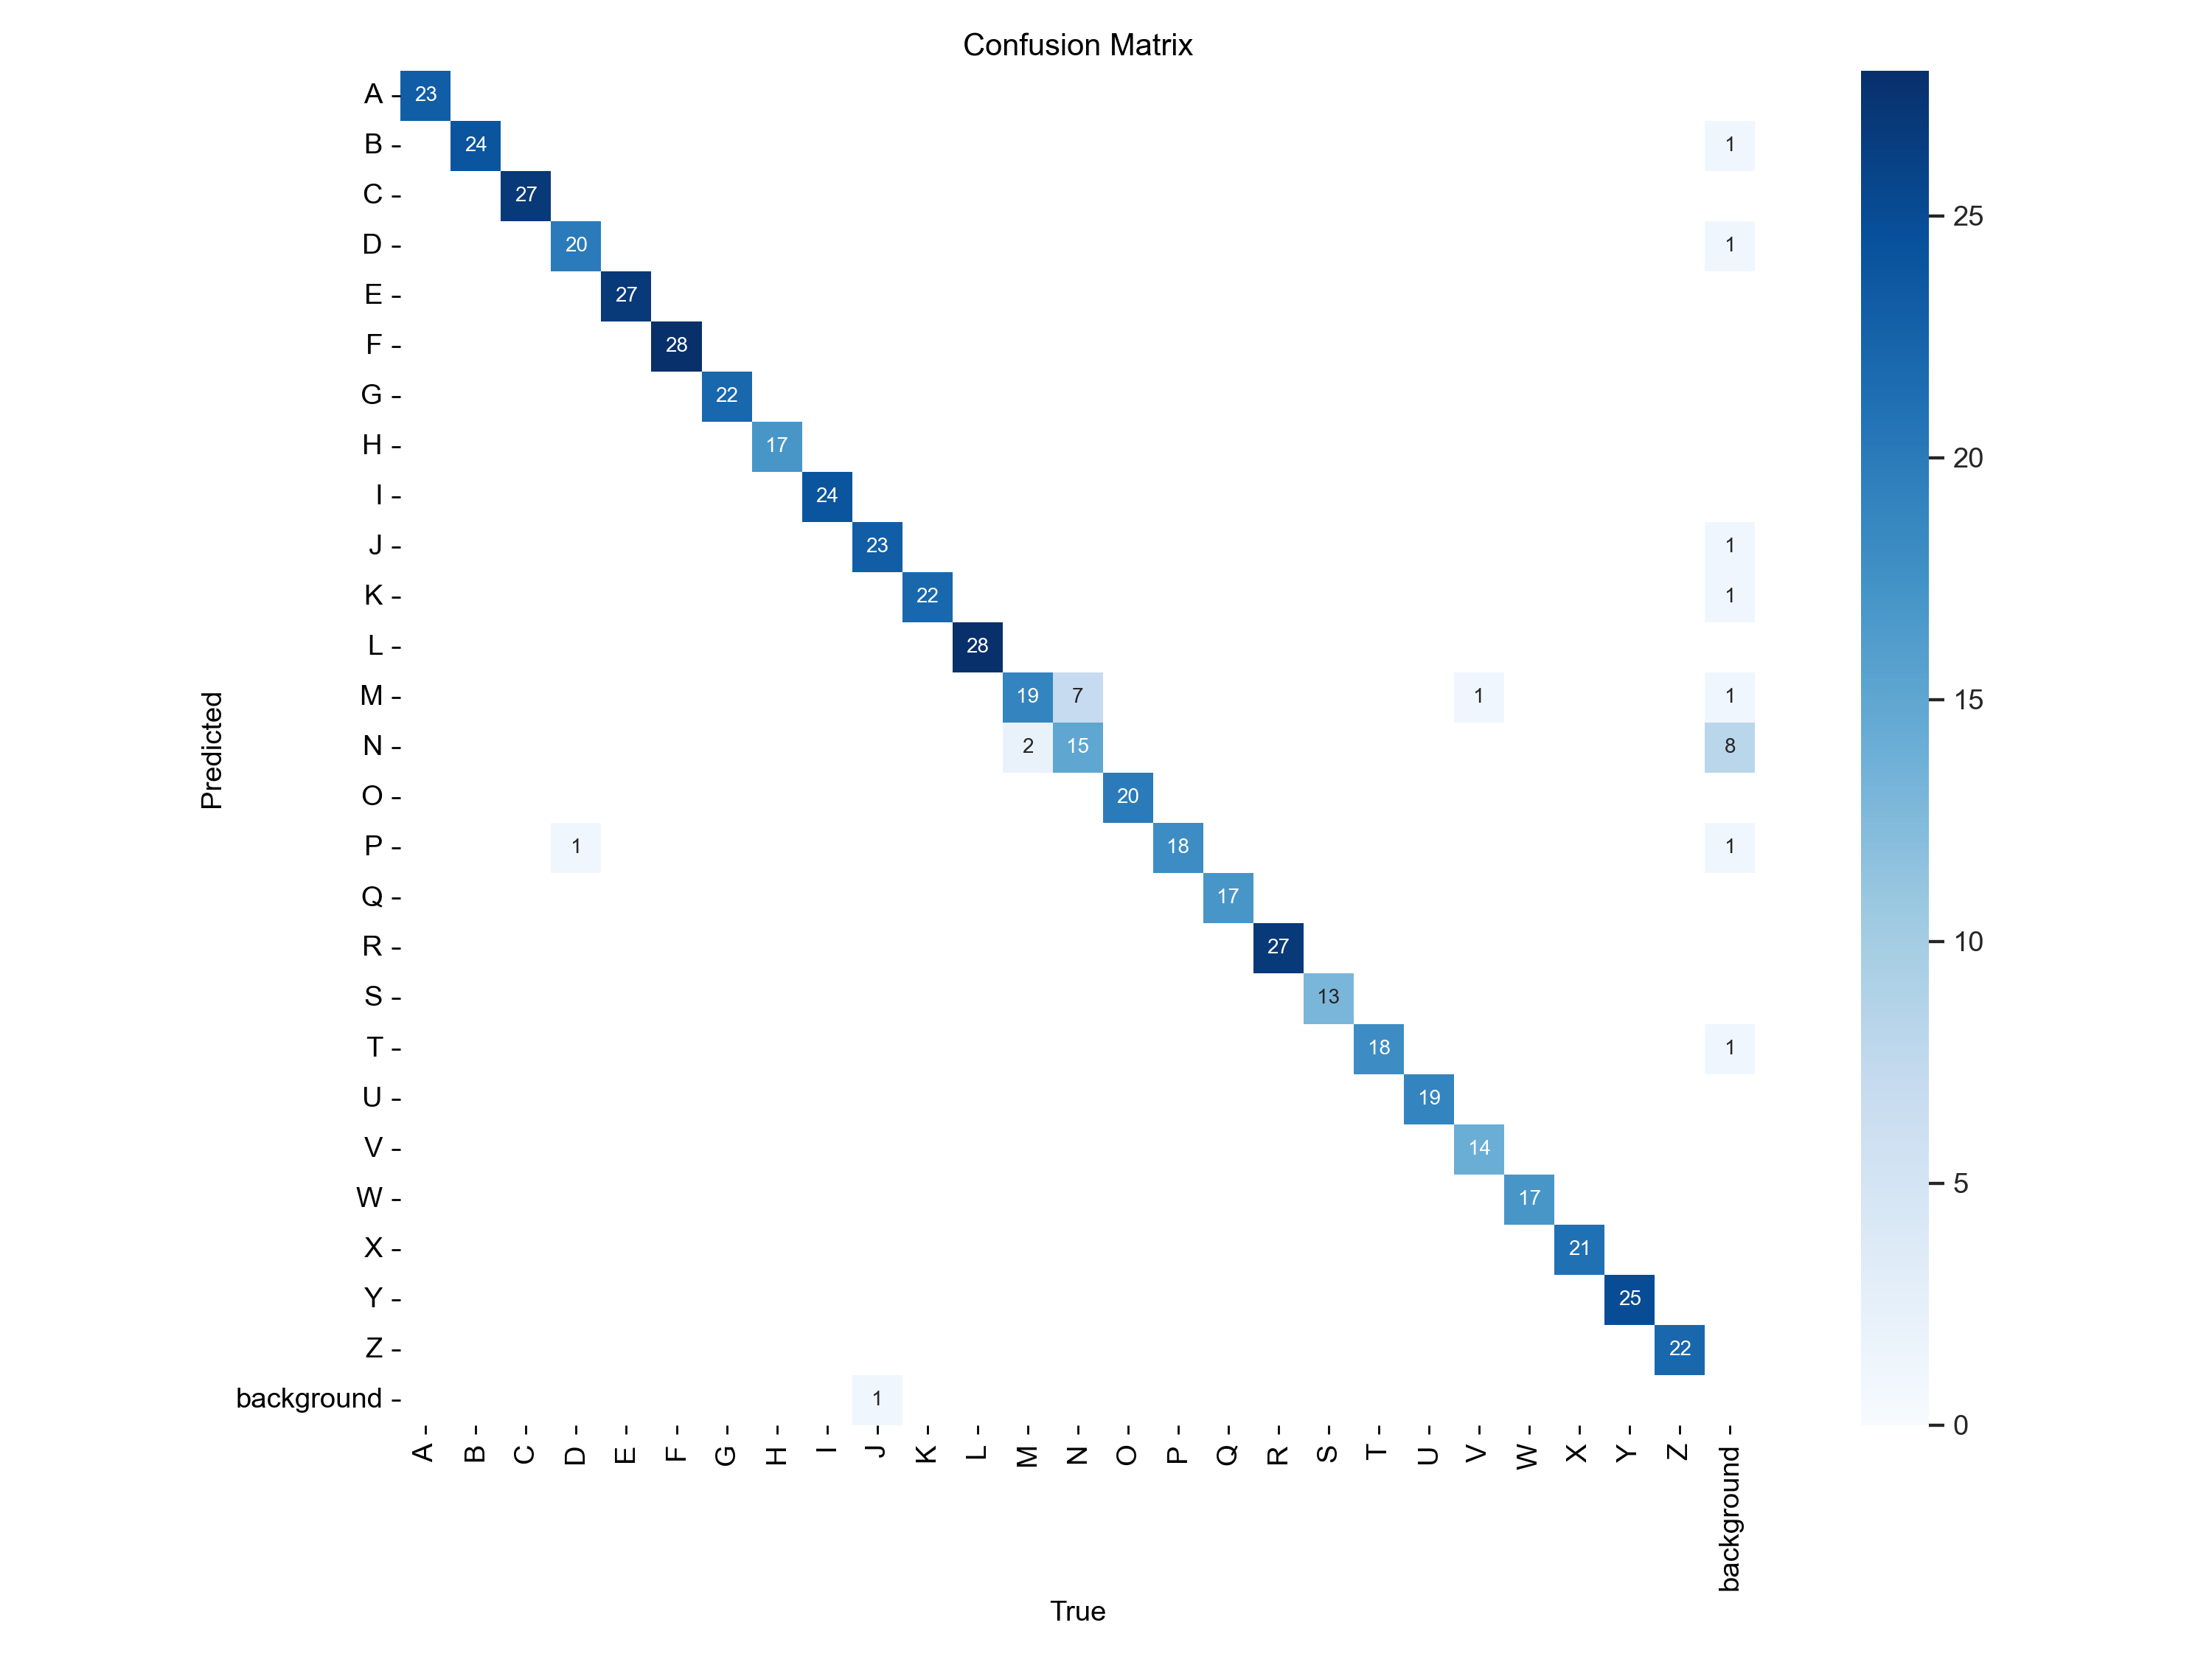 Confusion Matrix
A 23
B 24 1
C 27
D 20 1
E 27
F 28
G 22
H 17
I 24
J 23 1
K 22 1
L 28
M 19 7 1 1
N 2 15 8
O 20
P 1 18 1
Q 17
R 27
S 13
T 18 1
U 19
V 14
W 17
X 21
Y 25
Z 22
background 1
A B C D E F G H I J K L M N O P Q R S T U V W X Y Z background
True
Predicted
25
20
15
10
5
0